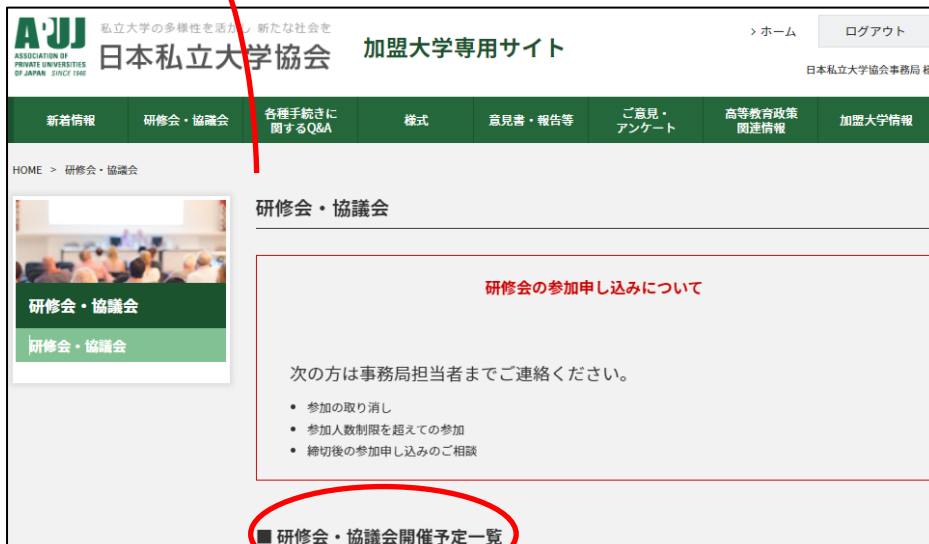 APUJ
ASSOCIATION OF
PRIVATE UNIVERSITIES
OF JAPAN SINCE 1946
私立大学の多様性を活かし 新たな社会を
日本私立大学協会
加盟大学専用サイト
> ホーム
ログアウト
日本私立大学協会事務局 様
新着情報
研修会・協議会
各種手続きに
関するQ&A
様式
意見書・報告等
ご意見・
アンケート
高等教育政策
関連情報
加盟大学情報
HOME > 研修会・協議会
研修会・協議会
研修会・協議会
研修会・協議会
研修会の参加申し込みについて
次の方は事務局担当者までご連絡ください。
• 参加の取り消し
• 参加人数制限を超えての参加
• 締切後の参加申し込みのご相談
■ 研修会・協議会開催予定一覧